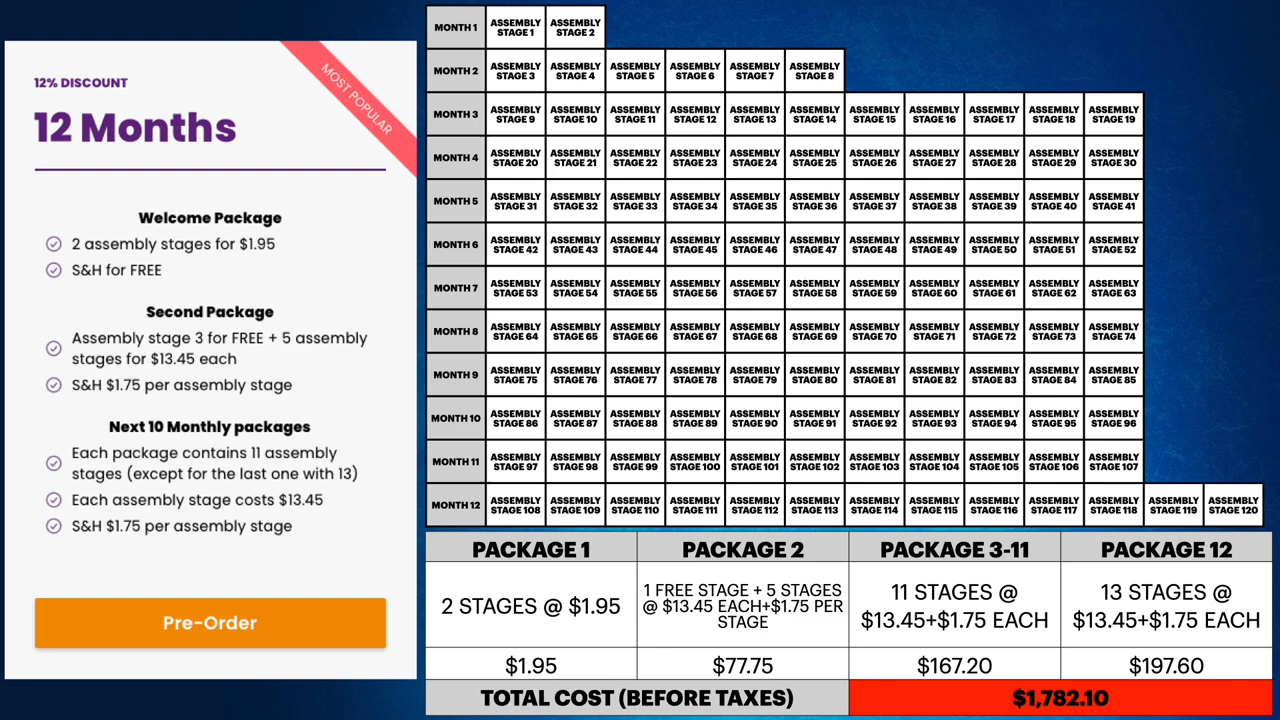 MOST POPULAR
12% DISCOUNT
12 Months
Welcome Package
2 assembly stages for $1.95
S&H for FREE
Second Package
Assembly stage 3 for FREE + 5 assembly
stages for $13.45 each
S&H $1.75 per assembly stage
Next 10 Monthly packages
Each package contains 11 assembly
stages (except for the last one with 13)
Each assembly stage costs $13.45
S&H $1.75 per assembly stage
Pre-Order
MONTH 1 ASSEMBLY STAGE 1 ASSEMBLY STAGE 2
MONTH 2 ASSEMBLY STAGE 3 ASSEMBLY STAGE 4 ASSEMBLY STAGE 5 ASSEMBLY STAGE 6 ASSEMBLY STAGE 7 ASSEMBLY STAGE 8
MONTH 3 ASSEMBLY STAGE 9 ASSEMBLY STAGE 10 ASSEMBLY STAGE 11 ASSEMBLY STAGE 12 ASSEMBLY STAGE 13 ASSEMBLY STAGE 14 ASSEMBLY STAGE 15 ASSEMBLY STAGE 16 ASSEMBLY STAGE 17 ASSEMBLY STAGE 18 ASSEMBLY STAGE 19
MONTH 4 ASSEMBLY STAGE 20 ASSEMBLY STAGE 21 ASSEMBLY STAGE 22 ASSEMBLY STAGE 23 ASSEMBLY STAGE 24 ASSEMBLY STAGE 25 ASSEMBLY STAGE 26 ASSEMBLY STAGE 27 ASSEMBLY STAGE 28 ASSEMBLY STAGE 29 ASSEMBLY STAGE 30
MONTH 5 ASSEMBLY STAGE 31 ASSEMBLY STAGE 32 ASSEMBLY STAGE 33 ASSEMBLY STAGE 34 ASSEMBLY STAGE 35 ASSEMBLY STAGE 36 ASSEMBLY STAGE 37 ASSEMBLY STAGE 38 ASSEMBLY STAGE 39 ASSEMBLY STAGE 40 ASSEMBLY STAGE 41
MONTH 6 ASSEMBLY STAGE 42 ASSEMBLY STAGE 43 ASSEMBLY STAGE 44 ASSEMBLY STAGE 45 ASSEMBLY STAGE 46 ASSEMBLY STAGE 47 ASSEMBLY STAGE 48 ASSEMBLY STAGE 49 ASSEMBLY STAGE 50 ASSEMBLY STAGE 51 ASSEMBLY STAGE 52
MONTH 7 ASSEMBLY STAGE 53 ASSEMBLY STAGE 54 ASSEMBLY STAGE 55 ASSEMBLY STAGE 56 ASSEMBLY STAGE 57 ASSEMBLY STAGE 58 ASSEMBLY STAGE 59 ASSEMBLY STAGE 60 ASSEMBLY STAGE 61 ASSEMBLY STAGE 62 ASSEMBLY STAGE 63
MONTH 8 ASSEMBLY STAGE 64 ASSEMBLY STAGE 65 ASSEMBLY STAGE 66 ASSEMBLY STAGE 67 ASSEMBLY STAGE 68 ASSEMBLY STAGE 69 ASSEMBLY STAGE 70 ASSEMBLY STAGE 71 ASSEMBLY STAGE 72 ASSEMBLY STAGE 73 ASSEMBLY STAGE 74
MONTH 9 ASSEMBLY STAGE 75 ASSEMBLY STAGE 76 ASSEMBLY STAGE 77 ASSEMBLY STAGE 78 ASSEMBLY STAGE 79 ASSEMBLY STAGE 80 ASSEMBLY STAGE 81 ASSEMBLY STAGE 82 ASSEMBLY STAGE 83 ASSEMBLY STAGE 84 ASSEMBLY STAGE 85
MONTH 10 ASSEMBLY STAGE 86 ASSEMBLY STAGE 87 ASSEMBLY STAGE 88 ASSEMBLY STAGE 89 ASSEMBLY STAGE 90 ASSEMBLY STAGE 91 ASSEMBLY STAGE 92 ASSEMBLY STAGE 93 ASSEMBLY STAGE 94 ASSEMBLY STAGE 95 ASSEMBLY STAGE 96
MONTH 11 ASSEMBLY STAGE 97 ASSEMBLY STAGE 98 ASSEMBLY STAGE 99 ASSEMBLY STAGE 100 ASSEMBLY STAGE 101 ASSEMBLY STAGE 102 ASSEMBLY STAGE 103 ASSEMBLY STAGE 104 ASSEMBLY STAGE 105 ASSEMBLY STAGE 106 ASSEMBLY STAGE 107
MONTH 12 ASSEMBLY STAGE 108 ASSEMBLY STAGE 109 ASSEMBLY STAGE 110 ASSEMBLY STAGE 111 ASSEMBLY STAGE 112 ASSEMBLY STAGE 113 ASSEMBLY STAGE 114 ASSEMBLY STAGE 115 ASSEMBLY STAGE 116 ASSEMBLY STAGE 117 ASSEMBLY STAGE 118 ASSEMBLY STAGE 119 ASSEMBLY STAGE 120
PACKAGE 1 PACKAGE 2 PACKAGE 3-11 PACKAGE 12
2 STAGES @ $1.95
1 FREE STAGE + 5 STAGES
@ $13.45 EACH+$1.75 PER
STAGE
11 STAGES @
$13.45+$1.75 EACH
13 STAGES @
$13.45+$1.75 EACH
$1.95 $77.75 $167.20 $197.60
TOTAL COST (BEFORE TAXES) $1,782.10